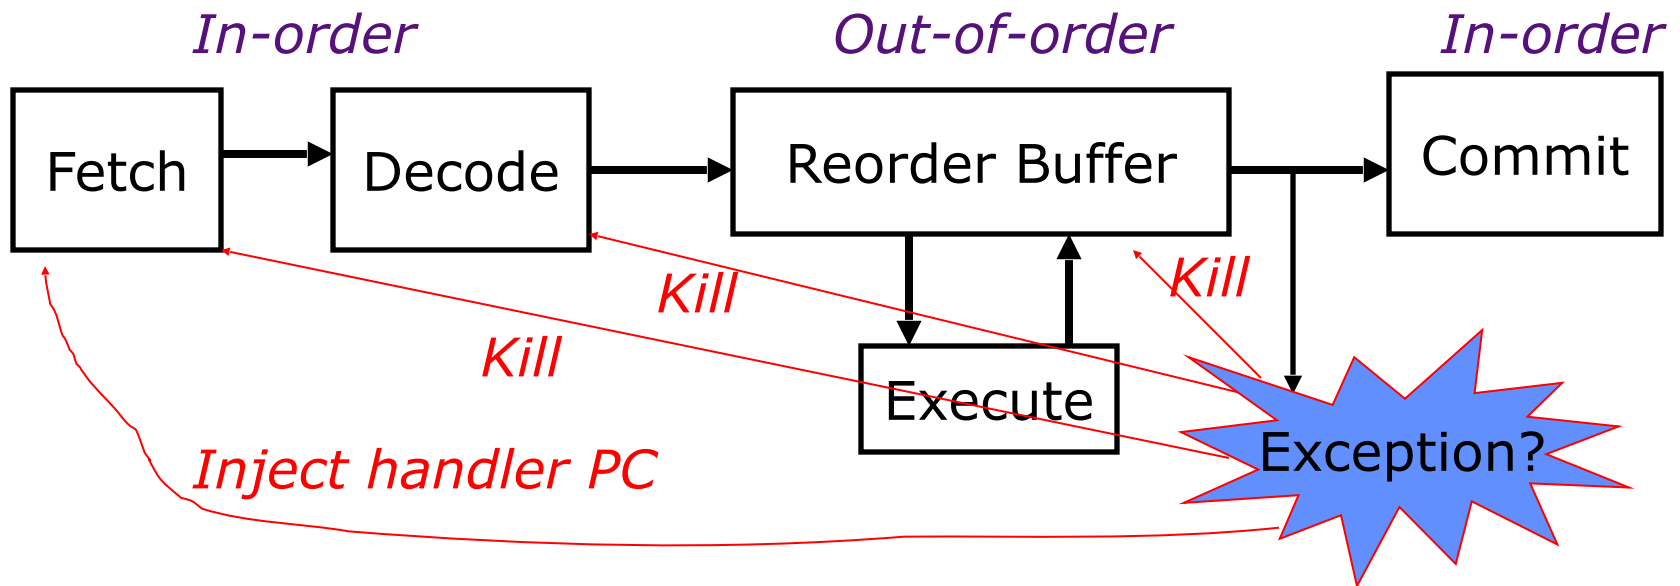 In-order
Out-of-order
In-order
Fetch
Decode
Reorder Buffer
Commit
Kill
Kill
Kill
Execute
Exception?
Inject handler PC